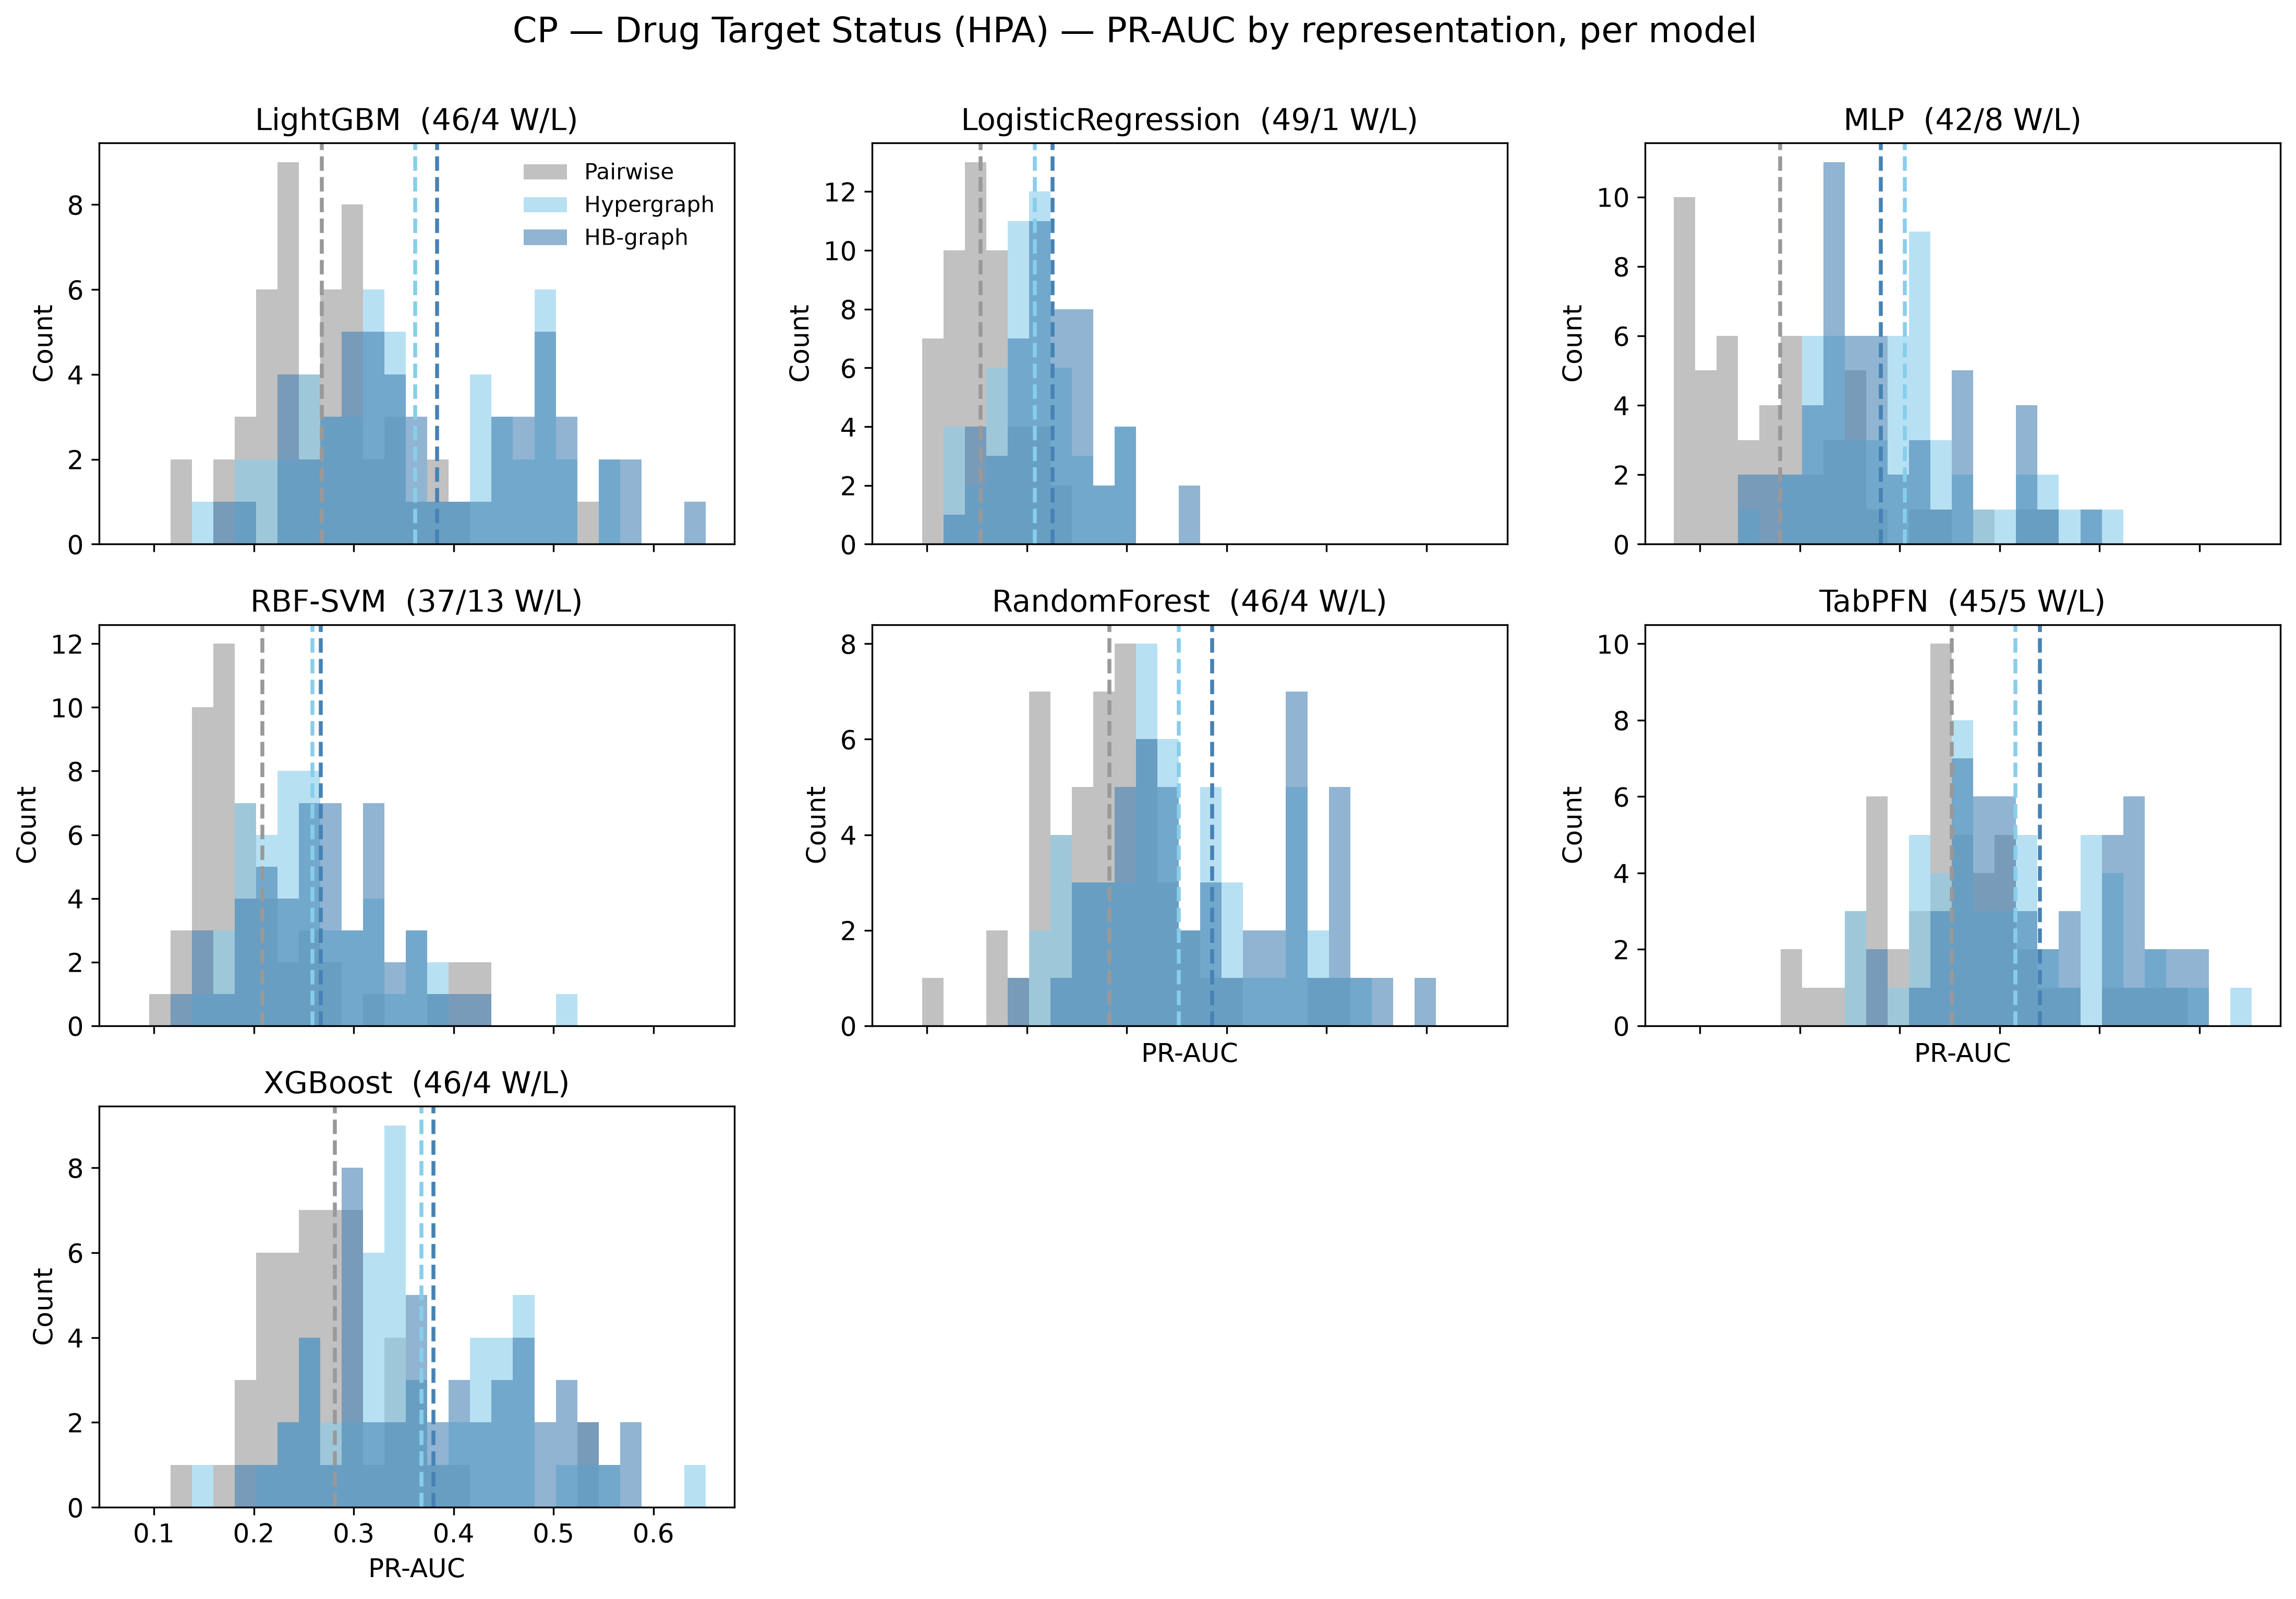 CP — Drug Target Status (HPA) — PR-AUC by representation, per model
LightGBM (46/4 W/L)
Count
8
6
4
2
0
Pairwise
Hypergraph
HB-graph
LogisticRegression (49/1 W/L)
Count
12
10
8
6
4
2
0
MLP (42/8 W/L)
Count
10
8
6
4
2
0
RBF-SVM (37/13 W/L)
Count
12
10
8
6
4
2
0
RandomForest (46/4 W/L)
Count
8
6
4
2
0
PR-AUC
TabPFN (45/5 W/L)
Count
10
8
6
4
2
0
PR-AUC
XGBoost (46/4 W/L)
Count
8
6
4
2
0
0.1 0.2 0.3 0.4 0.5 0.6
PR-AUC